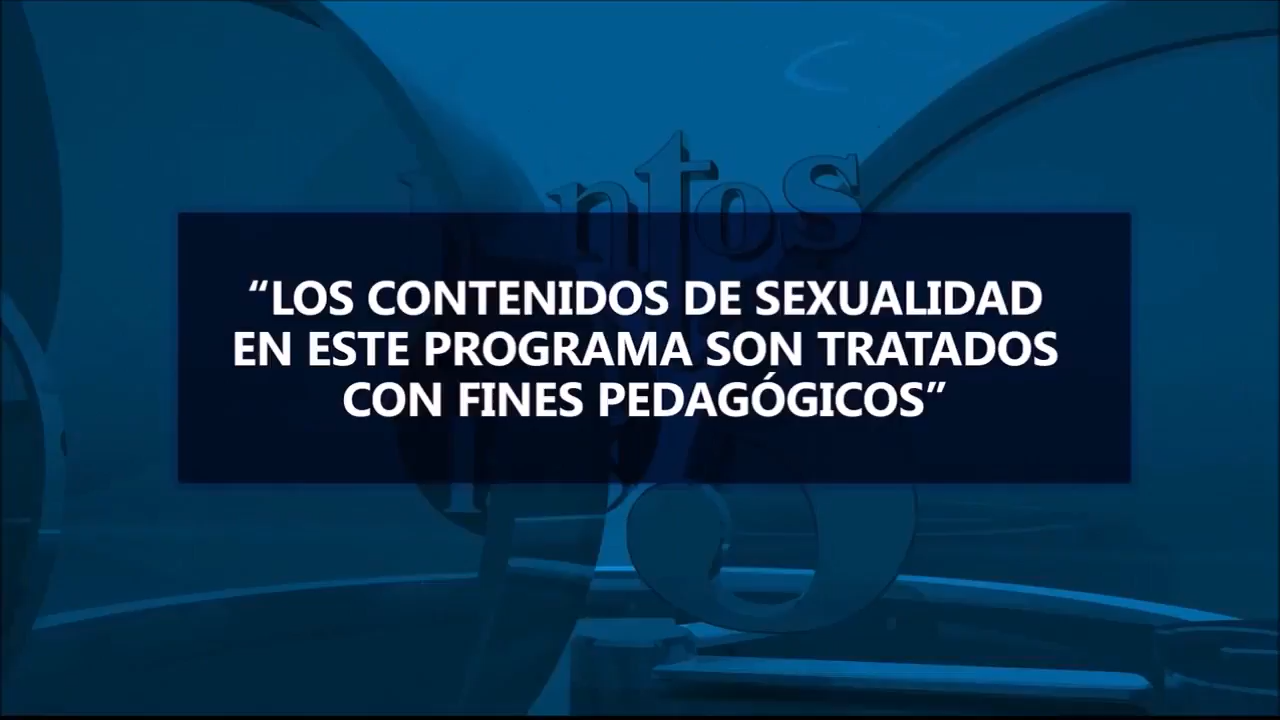 “LOS CONTENIDOS DE SEXUALIDAD
EN ESTE PROGRAMA SON TRATADOS
CON FINES PEDAGÓGICOS”